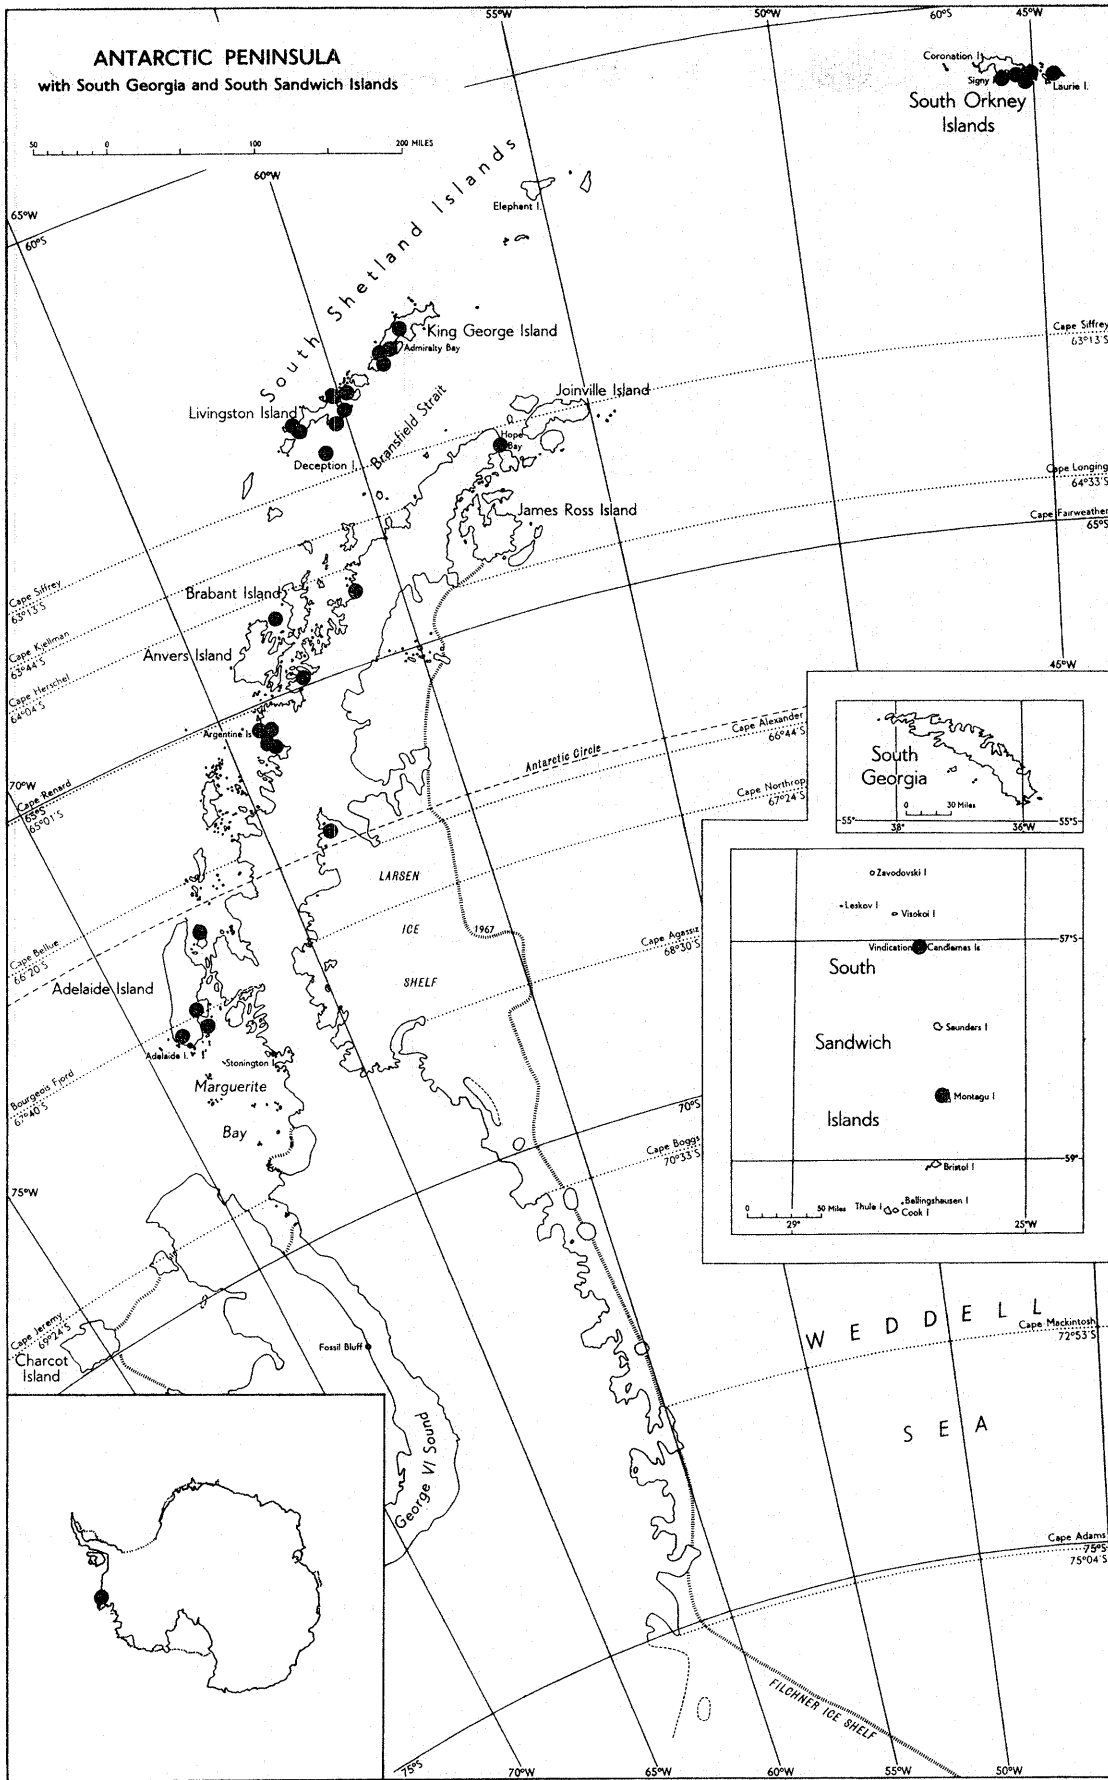 55°W
50°W
60°S
45°W
ANTARCTIC PENINSULA
with South Georgia and South Sandwich Islands
50 0 100 200 MILES
Coronation I.
Signy
Laurie I.
South Orkney
Islands
60°W
65°W
60°S
South Shetland Islands
Elephant I.
King George Island
Admiralty Bay
Cape Siffrey
63°13'S
Livingston Island
Joinville Island
Bransfield Strait
Hope
Bay
Deception I.
Cape Longing
64°33'S
James Ross Island
Cape Fairweather
65°S
Cape Siffrey
63°13'S
Brabant Island
Cape Kjellman
63°44'S
Anvers Island
Cape Herschel
64°04'S
45°W
Argentine Is
Cape Alexander
66°44'S
Antarctic Circle
South
Georgia
0 30 Miles
55°
38°
36°W
55°S
70°W
Cape Renard
65°S
65°01'S
Cape Northrop
67°24'S
LARSEN
ICE
SHELF
1967
Zavodovski I
Leskov I
Visokoi I
57°S
Vindication
Candlemas Is
South
Sandwich
Islands
Saunders I
Montagu I
59°
Bristol I
Bellingshausen I
Thule I
Cook I
0 50 Miles
29°
25°W
Cape Bellue
66°20'S
Cape Agassiz
68°30'S
Adelaide Island
Adelaide I.
Stonington I
Marguerite
Bay
Bourgeois Fjord
67°40'S
70°S
Cape Boggs
70°33'S
75°W
Cape Jeremy
69°24'S
Charcot
Island
Fossil Bluff
George VI Sound
WEDDELL
SEA
Cape Mackintosh
72°53'S
Cape Adams
75°S
75°04'S
FILCHNER ICE SHELF
75°S
70°W
65°W
60°W
55°W
50°W